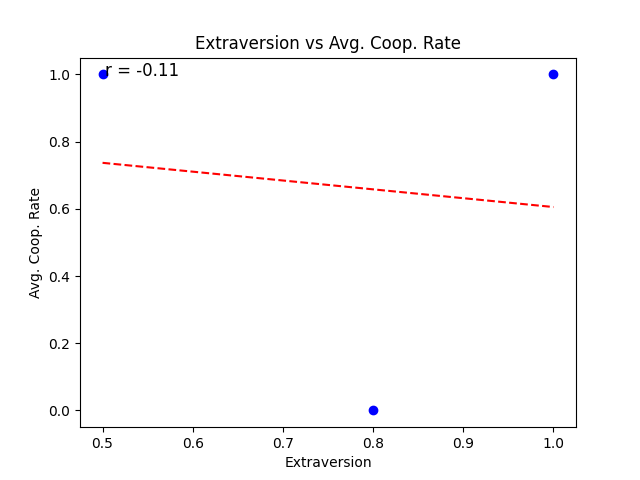 Extraversion vs Avg. Coop. Rate
r = -0.11
1.0
0.8
0.6
0.4
0.2
0.0
Avg. Coop. Rate
0.5 0.6 0.7 0.8 0.9 1.0
Extraversion